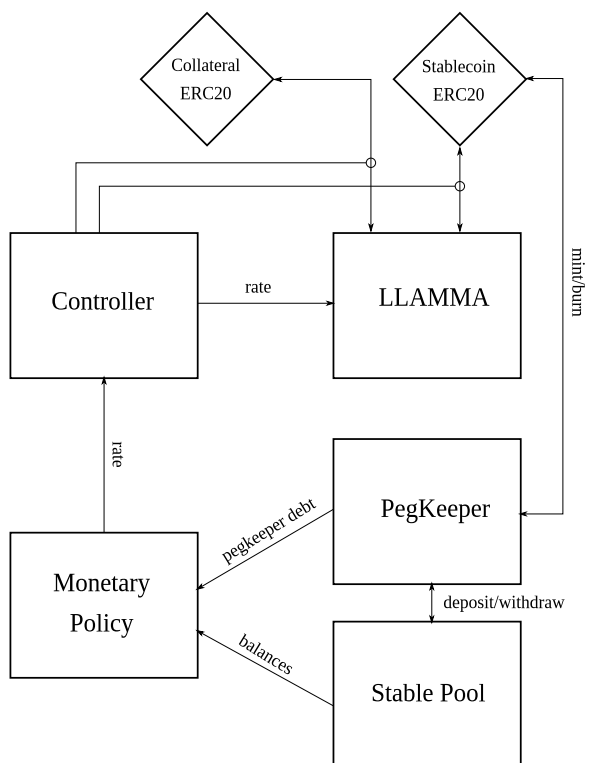 Collateral
ERC20
Stablecoin
ERC20
mint/burn
Controller
rate
LLAMMA
rate
pegkeeper debt
PegKeeper
Monetary
Policy
deposit/withdraw
balances
Stable Pool